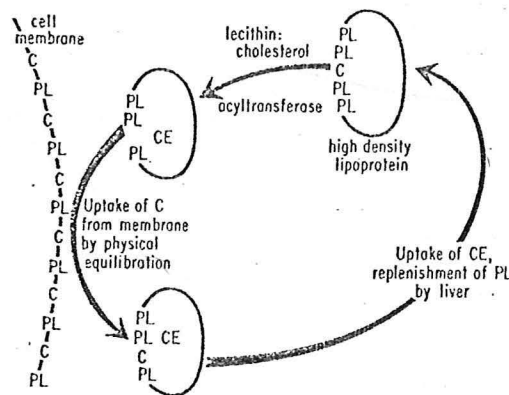 cell
membrane
C
PL
C
PL
C
PL
C
PL
C
PL
C
PL
C
PL
lecithin:
cholesterol
acyltransferase
PL
PL
C
PL
PL
high density
lipoprotein
PL
PL
CE
PL
Uptake of C
from membrane
by physical
equilibration
PL
PL CE
C
PL
Uptake of CE,
replenishment of PL
by liver